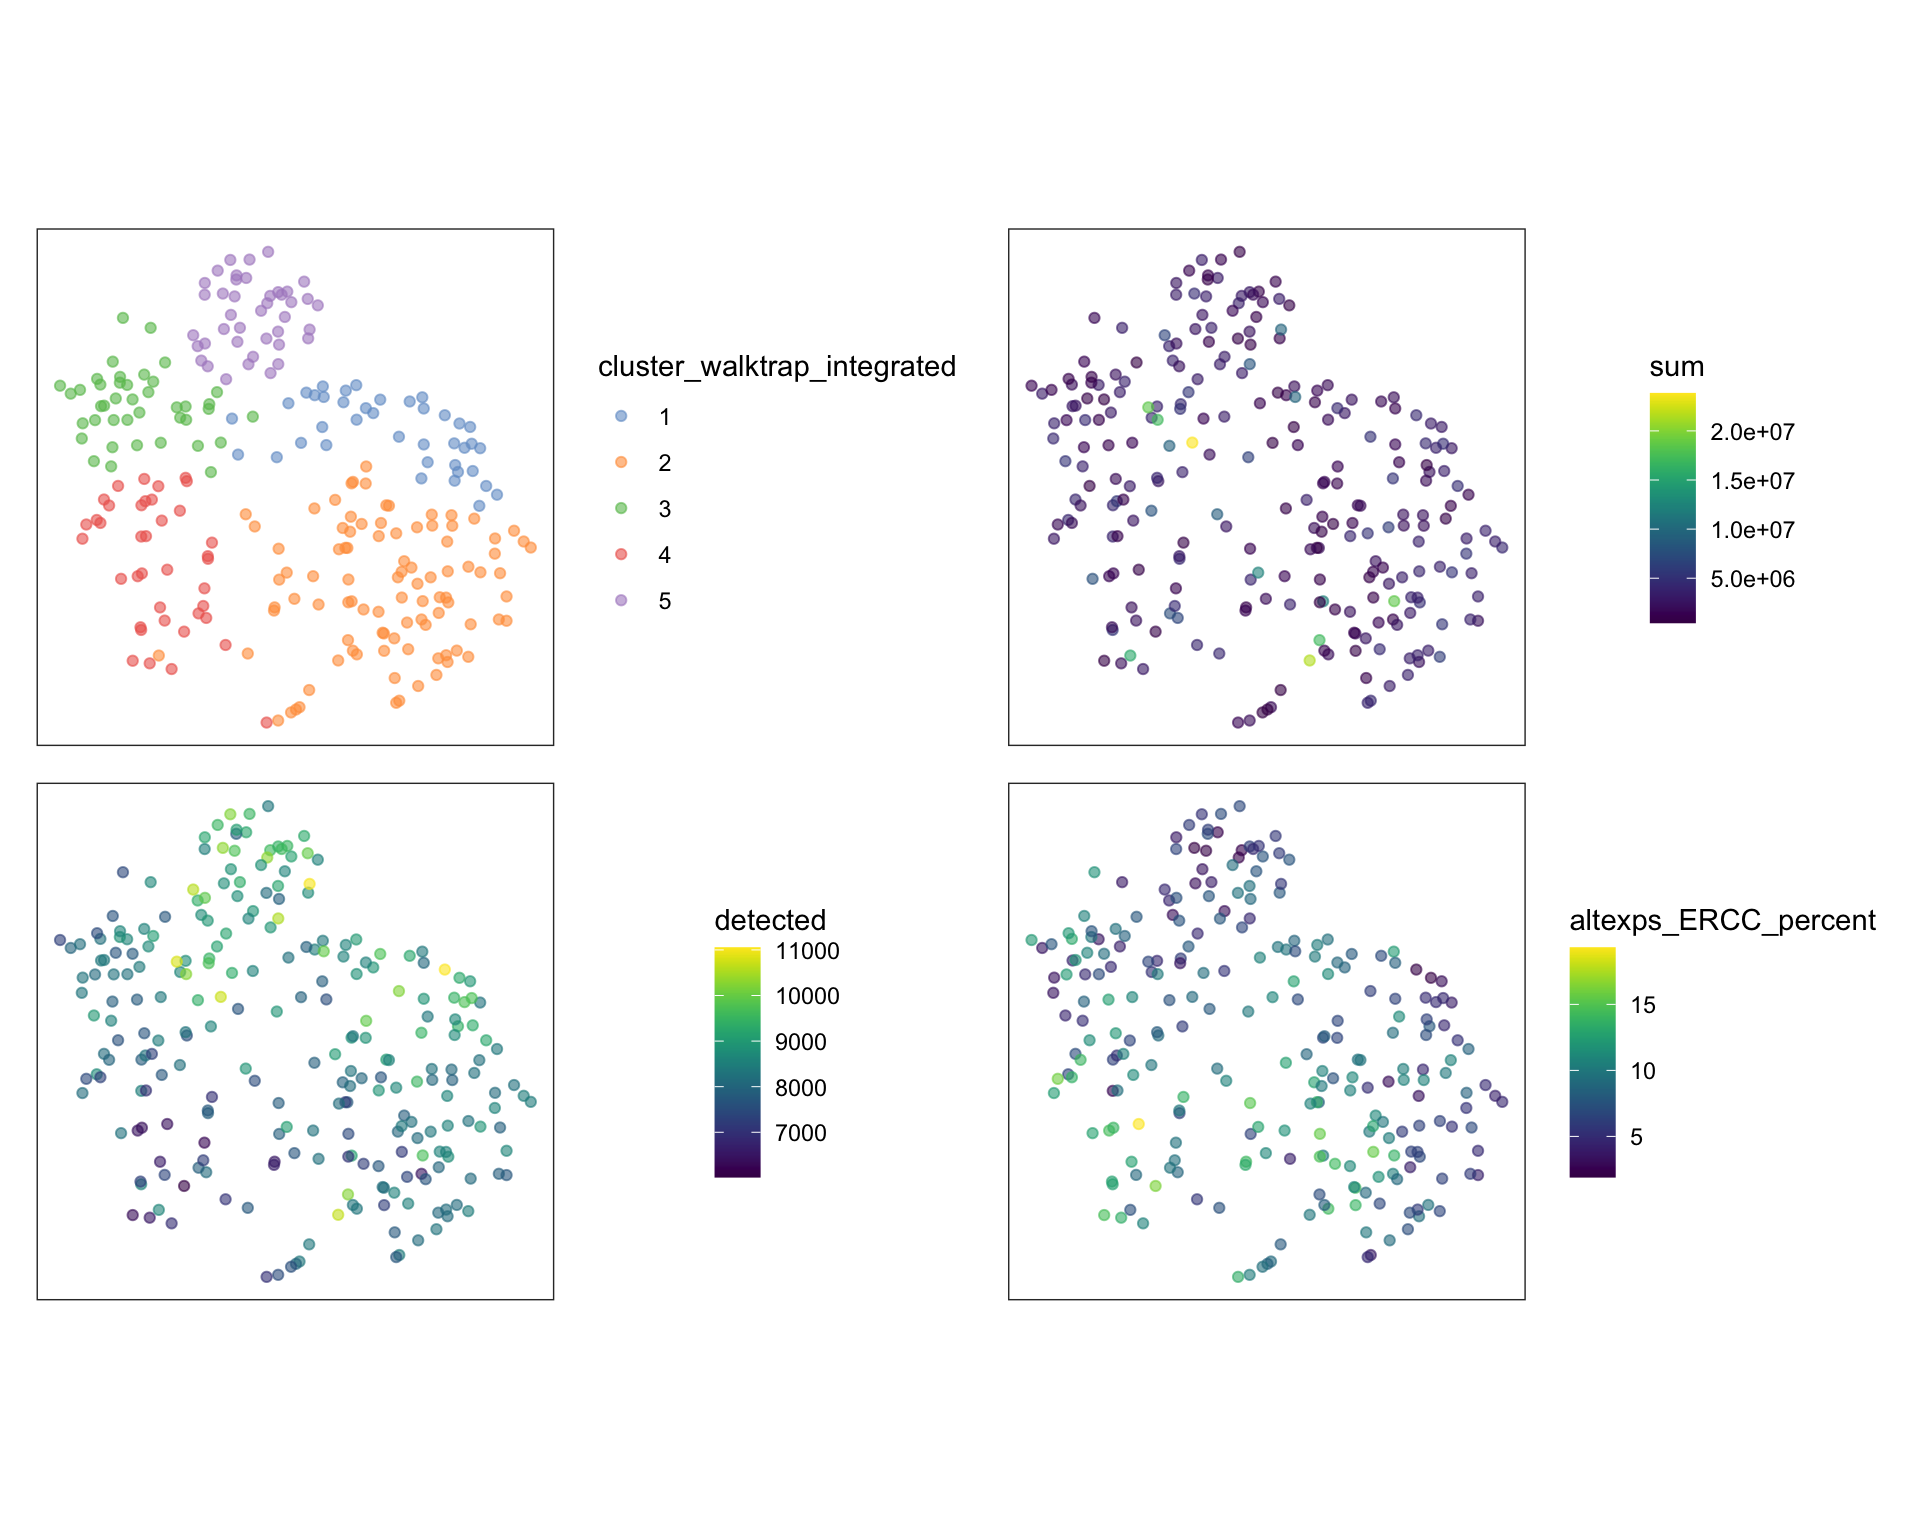 cluster_walktrap_integrated
1
2
3
4
5
sum
2.0e+07
1.5e+07
1.0e+07
5.0e+06
detected
11000
10000
9000
8000
7000
altexps_ERCC_percent
15
10
5